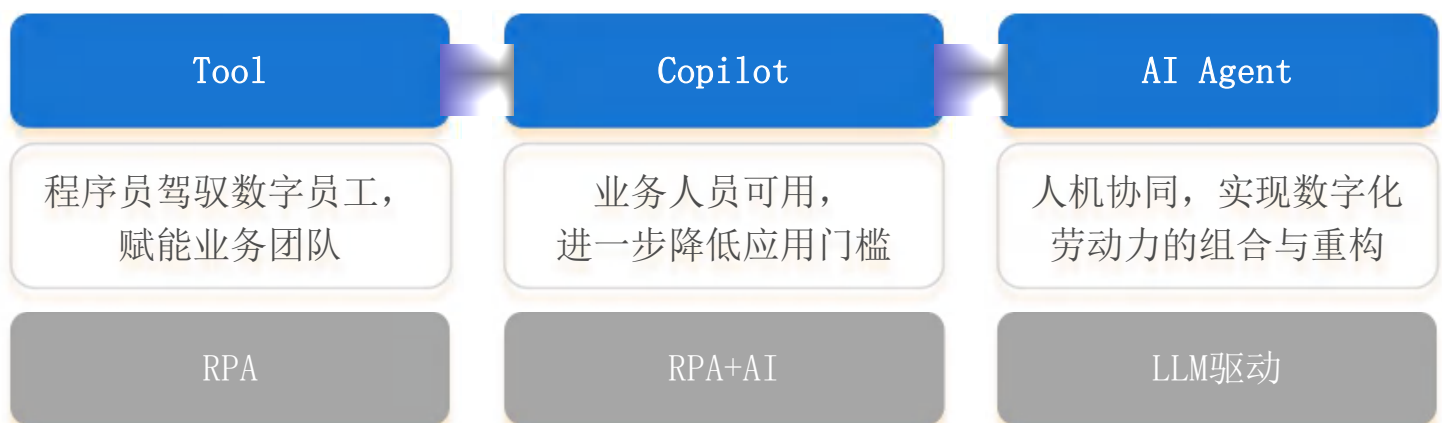 Tool
Copilot
AI Agent
程序员驾驭数字员工，
赋能业务团队
业务人员可用，
进一步降低应用门槛
人机协同，实现数字化
劳动力的组合与重构
RPA
RPA+AI
LLM驱动